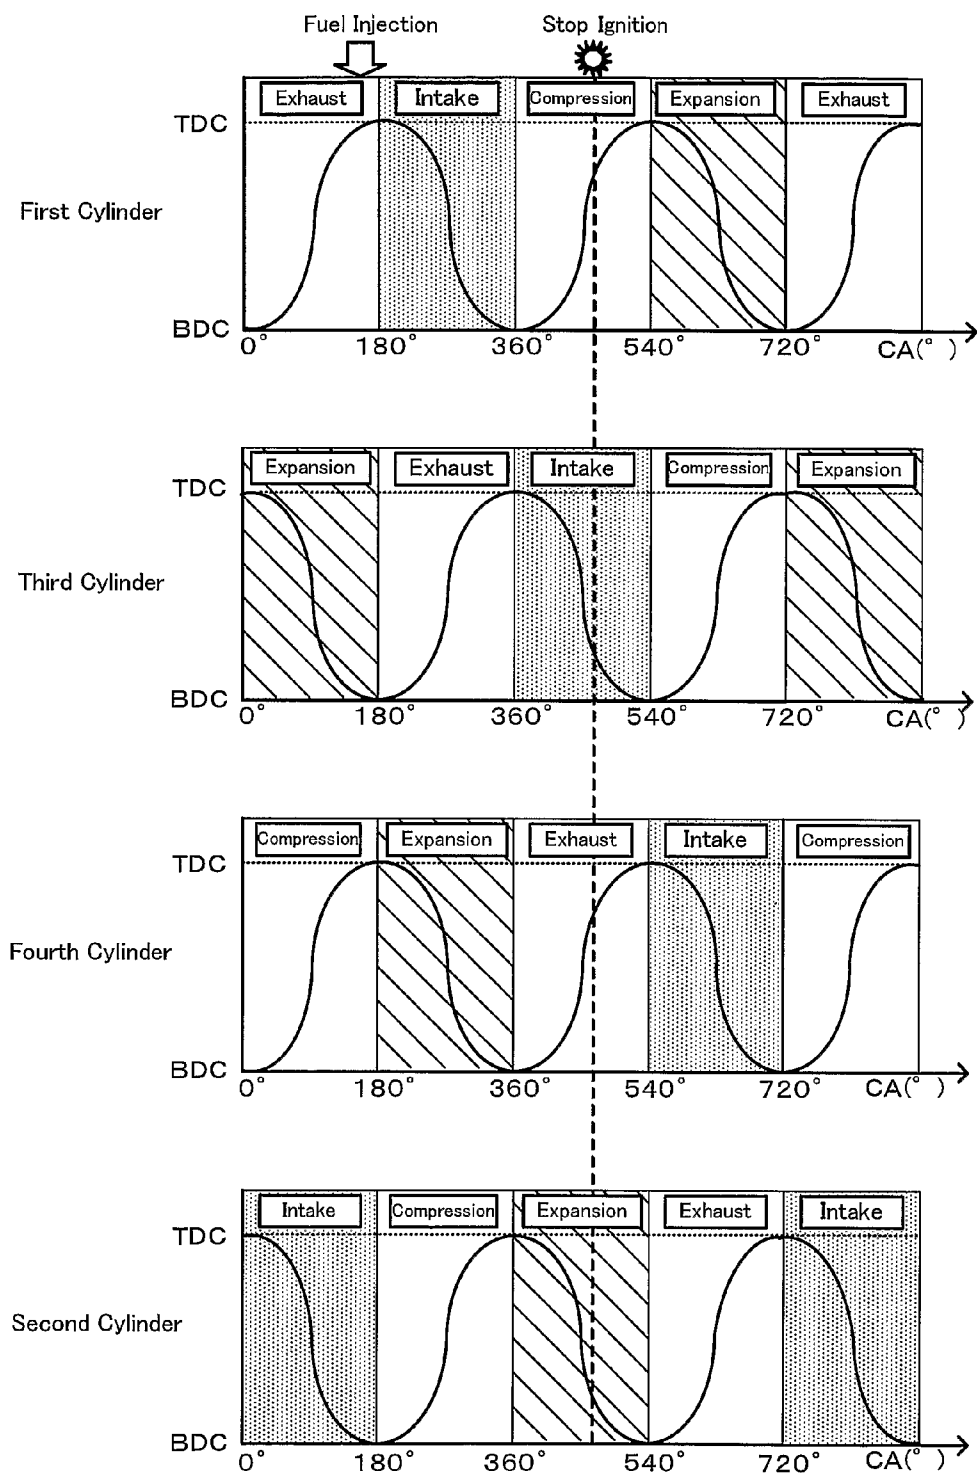 Fuel Injection Stop Ignition
Exhaust Intake Compression Expansion Exhaust
TDC
First Cylinder
BDC
0° 180° 360° 540° 720° CA(° )
Expansion Exhaust Intake Compression Expansion
TDC
Third Cylinder
BDC
0° 180° 360° 540° 720° CA(° )
Compression Expansion Exhaust Intake Compression
TDC
Fourth Cylinder
BDC
0° 180° 360° 540° 720° CA(° )
Intake Compression Expansion Exhaust Intake
TDC
Second Cylinder
BDC
0° 180° 360° 540° 720° CA(° )